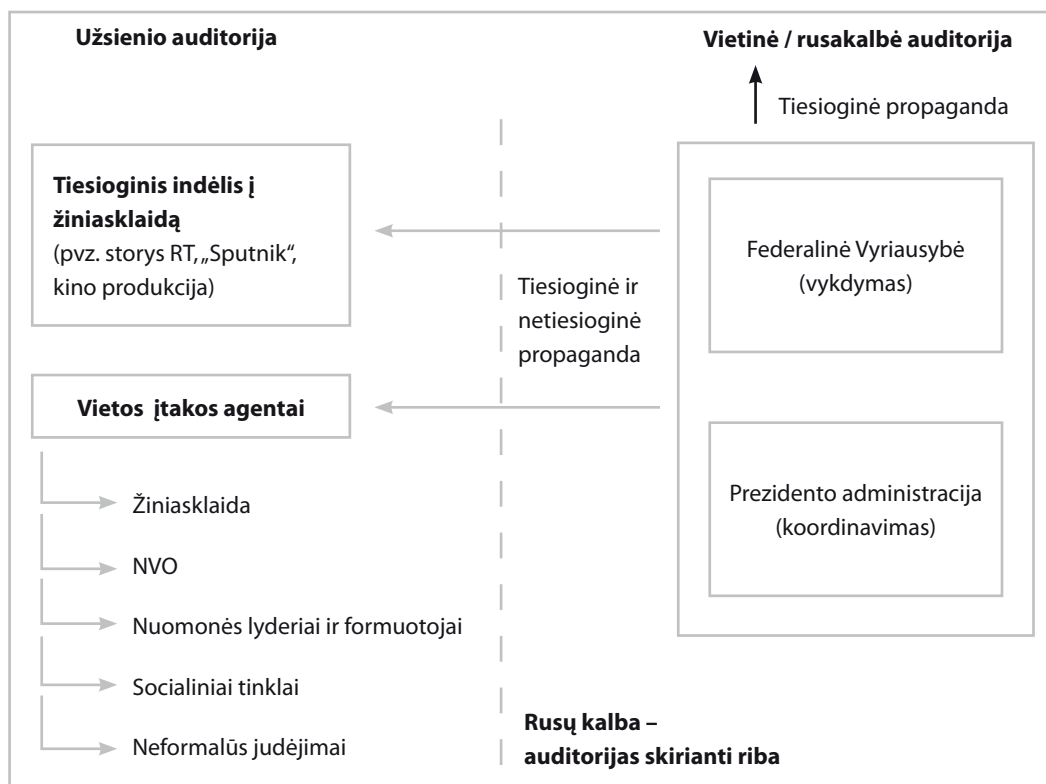 Užsienio auditorija
Vietinė / rusakalbė auditorija
Tiesioginė propaganda
Tiesioginis indėlis į
žiniasklaidą
(pvz. storys RT, „Sputnik“,
kino produkcija)
Federalinė Vyriausybė
(vykdymas)
Tiesioginė ir
netiesioginė
propaganda
Vietos įtakos agentai
Prezidento administracija
(koordinavimas)
Žiniasklaida
NVO
Nuomonės lyderiai ir formuotojai
Socialiniai tinklai
Neformalūs judėjimai
Rusų kalba –
auditorijas skirianti riba